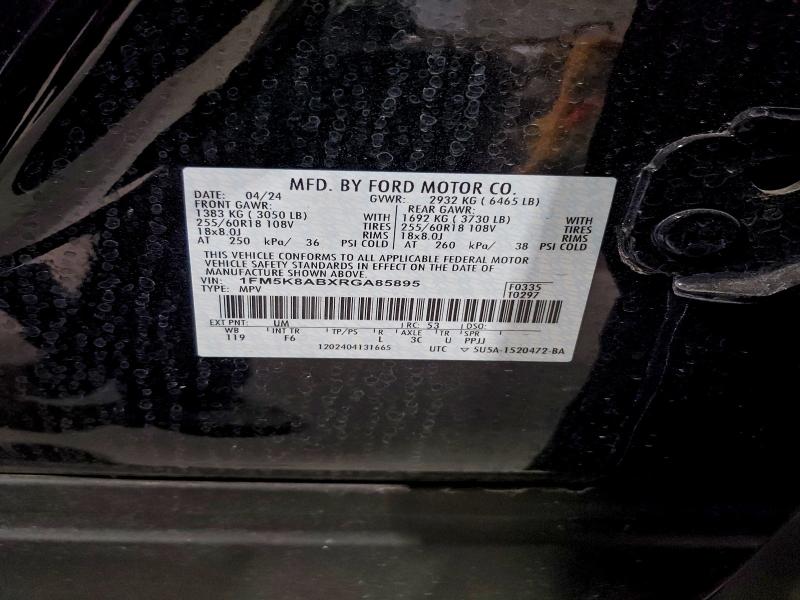 MFD. BY FORD MOTOR CO.
DATE: 04/24 GVWR: 2932 KG ( 6465 LB)
FRONT GAWR: REAR GAWR:
1383 KG ( 3050 LB) WITH 1692 KG ( 3730 LB) WITH
255/60R18 108V TIRES 255/60R18 108V TIRES
18x8.0J RIMS 18x8.0J RIMS
AT 250 kPa/ 36 PSI COLD AT 260 kPa/ 38 PSI COLD
THIS VEHICLE CONFORMS TO ALL APPLICABLE FEDERAL MOTOR
VEHICLE SAFETY STANDARDS IN EFFECT ON THE DATE OF
MANUFACTURE SHOWN ABOVE.
VIN: 1FM5K8ABXRGA85895 F0335
TYPE: MPV T0297
EXT PNT: UM RC: 53 DSO:
WB INT TR TP/PS R AXLE TR SPR
119 F6 L 3C U PPJJ
1202404131665 UTC ▽ 5U5A-1520472-BA